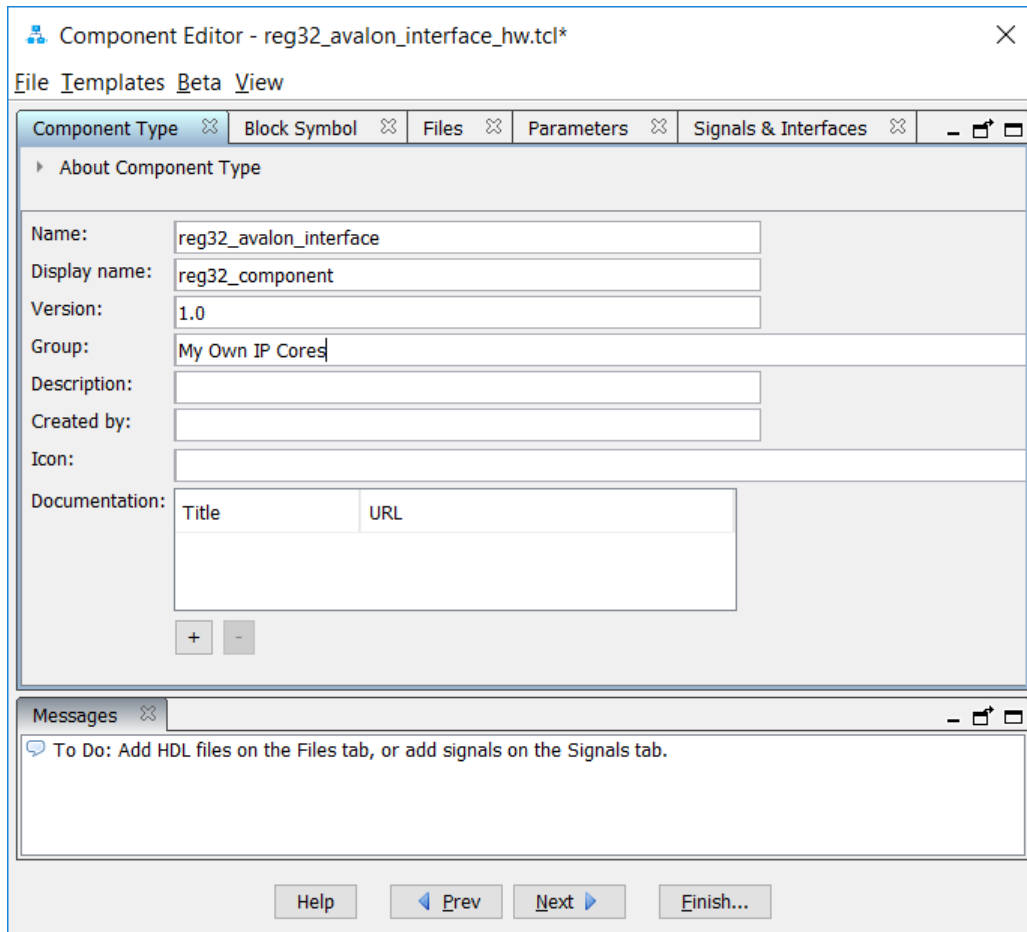 Component Editor - reg32_avalon_interface_hw.tcl*
File Templates Beta View
Component Type Block Symbol Files Parameters Signals & Interfaces
About Component Type
Name: reg32_avalon_interface
Display name: reg32_component
Version: 1.0
Group: My Own IP Cores
Description:
Created by:
Icon:
Documentation: Title URL
+ -
Messages
To Do: Add HDL files on the Files tab, or add signals on the Signals tab.
Help Prev Next Finish...